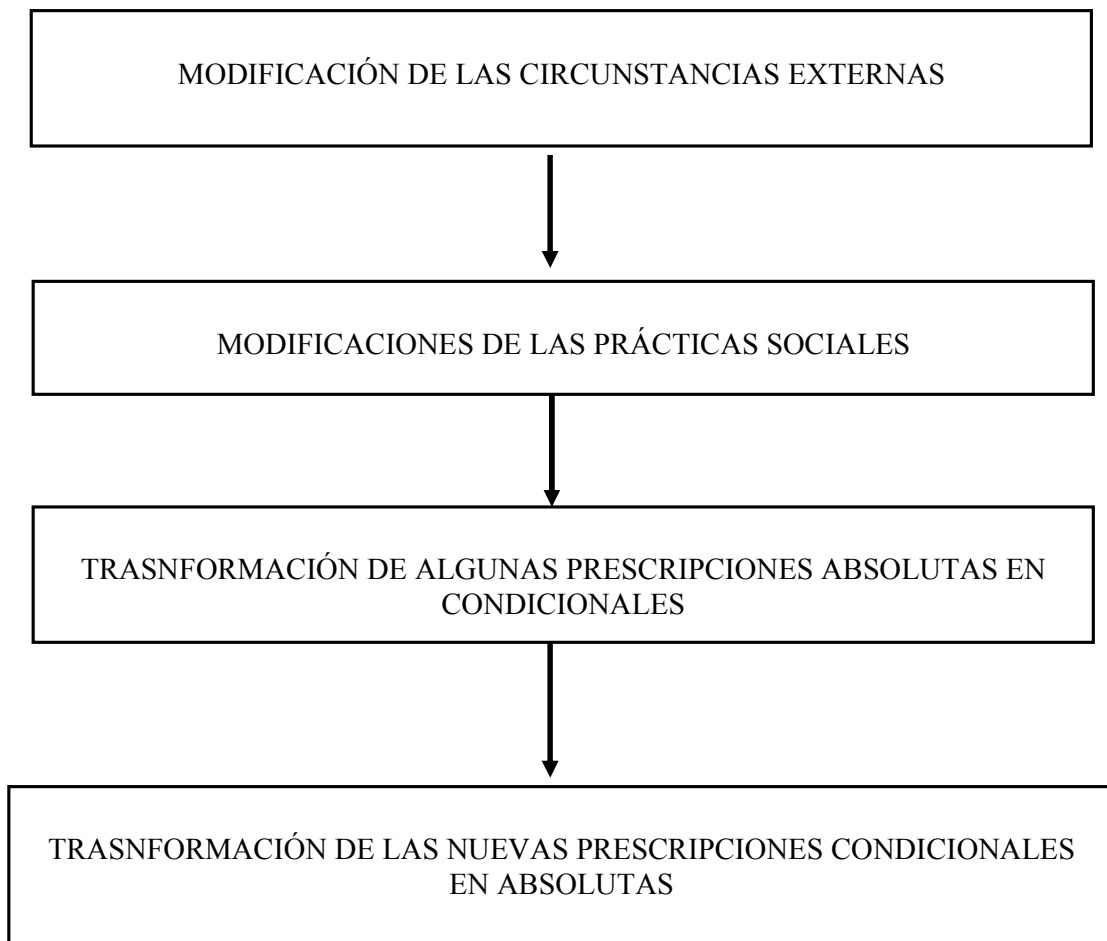 MODIFICACIÓN DE LAS CIRCUNSTANCIAS EXTERNAS
MODIFICACIONES DE LAS PRÁCTICAS SOCIALES
TRASNFORMACIÓN DE ALGUNAS PRESCRIPCIONES ABSOLUTAS EN
CONDICIONALES
TRASNFORMACIÓN DE LAS NUEVAS PRESCRIPCIONES CONDICIONALES
EN ABSOLUTAS